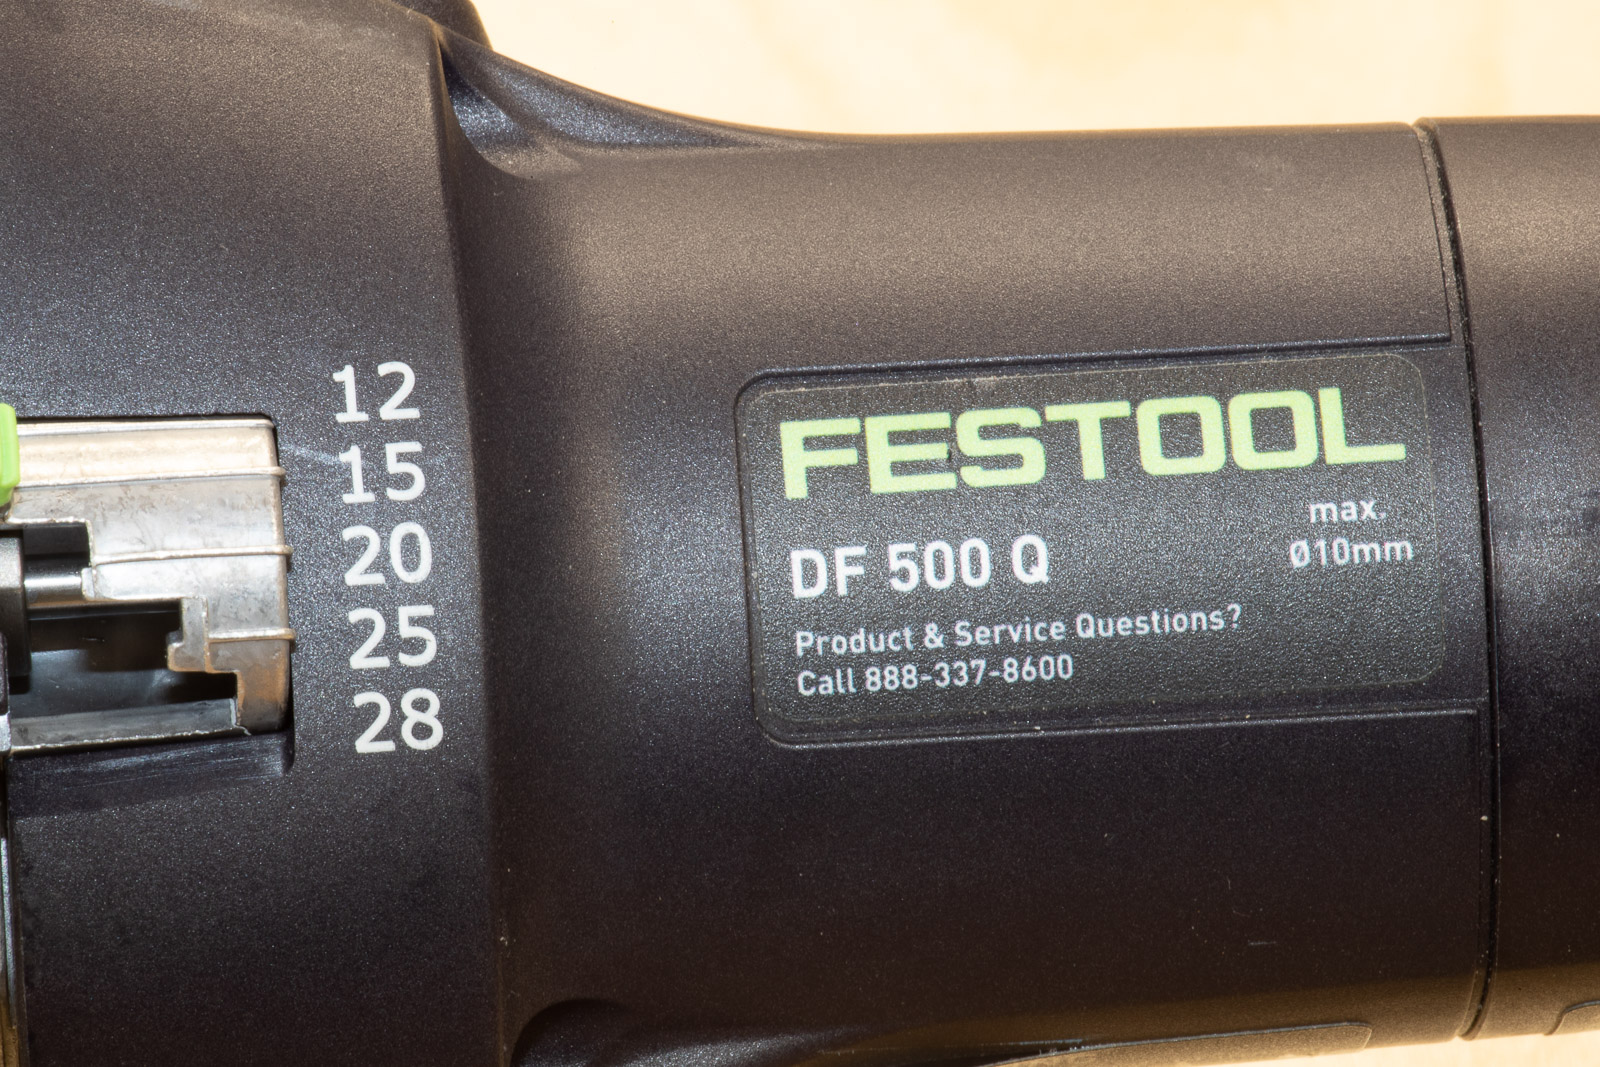 12
15
20
25
28
FESTOOL
max.
Ø10mm
DF 500 Q
Product & Service Questions?
Call 888-337-8600